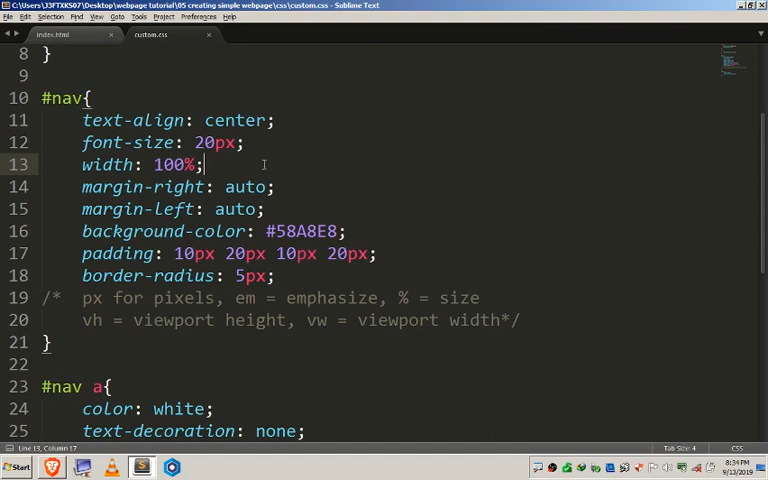 C:\Users\J3FTXKS07\Desktop\webpage tutorial\05 creating simple webpage\css\custom.css - Sublime Text
File Edit Selection Find View Goto Tools Project Preferences Help
index.html × custom.css ×
8 }
9
10 #nav{
11 text-align: center;
12 font-size: 20px;
13 width: 100%;
14 margin-right: auto;
15 margin-left: auto;
16 background-color: #58A8E8;
17 padding: 10px 20px 10px 20px;
18 border-radius: 5px;
19 /* px for pixels, em = emphasize, % = size
20 vh = viewport height, vw = viewport width*/
21 }
22
23 #nav a{
24 color: white;
25 text-decoration: none;
Line 13, Column 17 Tab Size: 4 CSS
Start 8:34 PM
9/13/2019